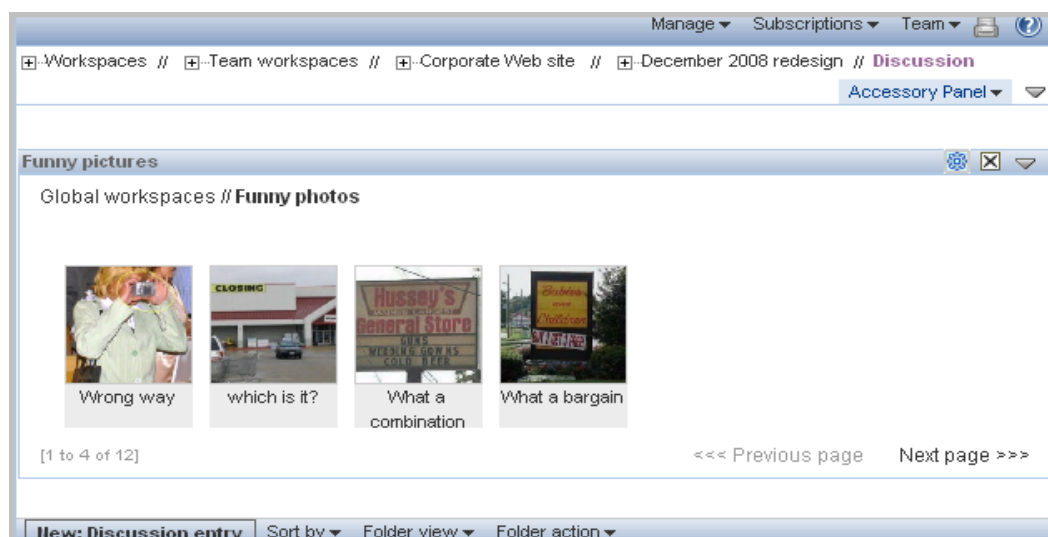 Manage Subscriptions Team
Workspaces // Team workspaces // Corporate Web site // December 2008 redesign // Discussion
Accessory Panel
Funny pictures
Global workspaces // Funny photos
CLOSING
Hussey's
General Store
GUNS
WEDDING GOWNS
COLD BEER
Babies
and
Children
Wrong way which is it? What a combination What a bargain
[1 to 4 of 12] <<< Previous page Next page >>>
New: Discussion entry Sort by Folder view Folder action